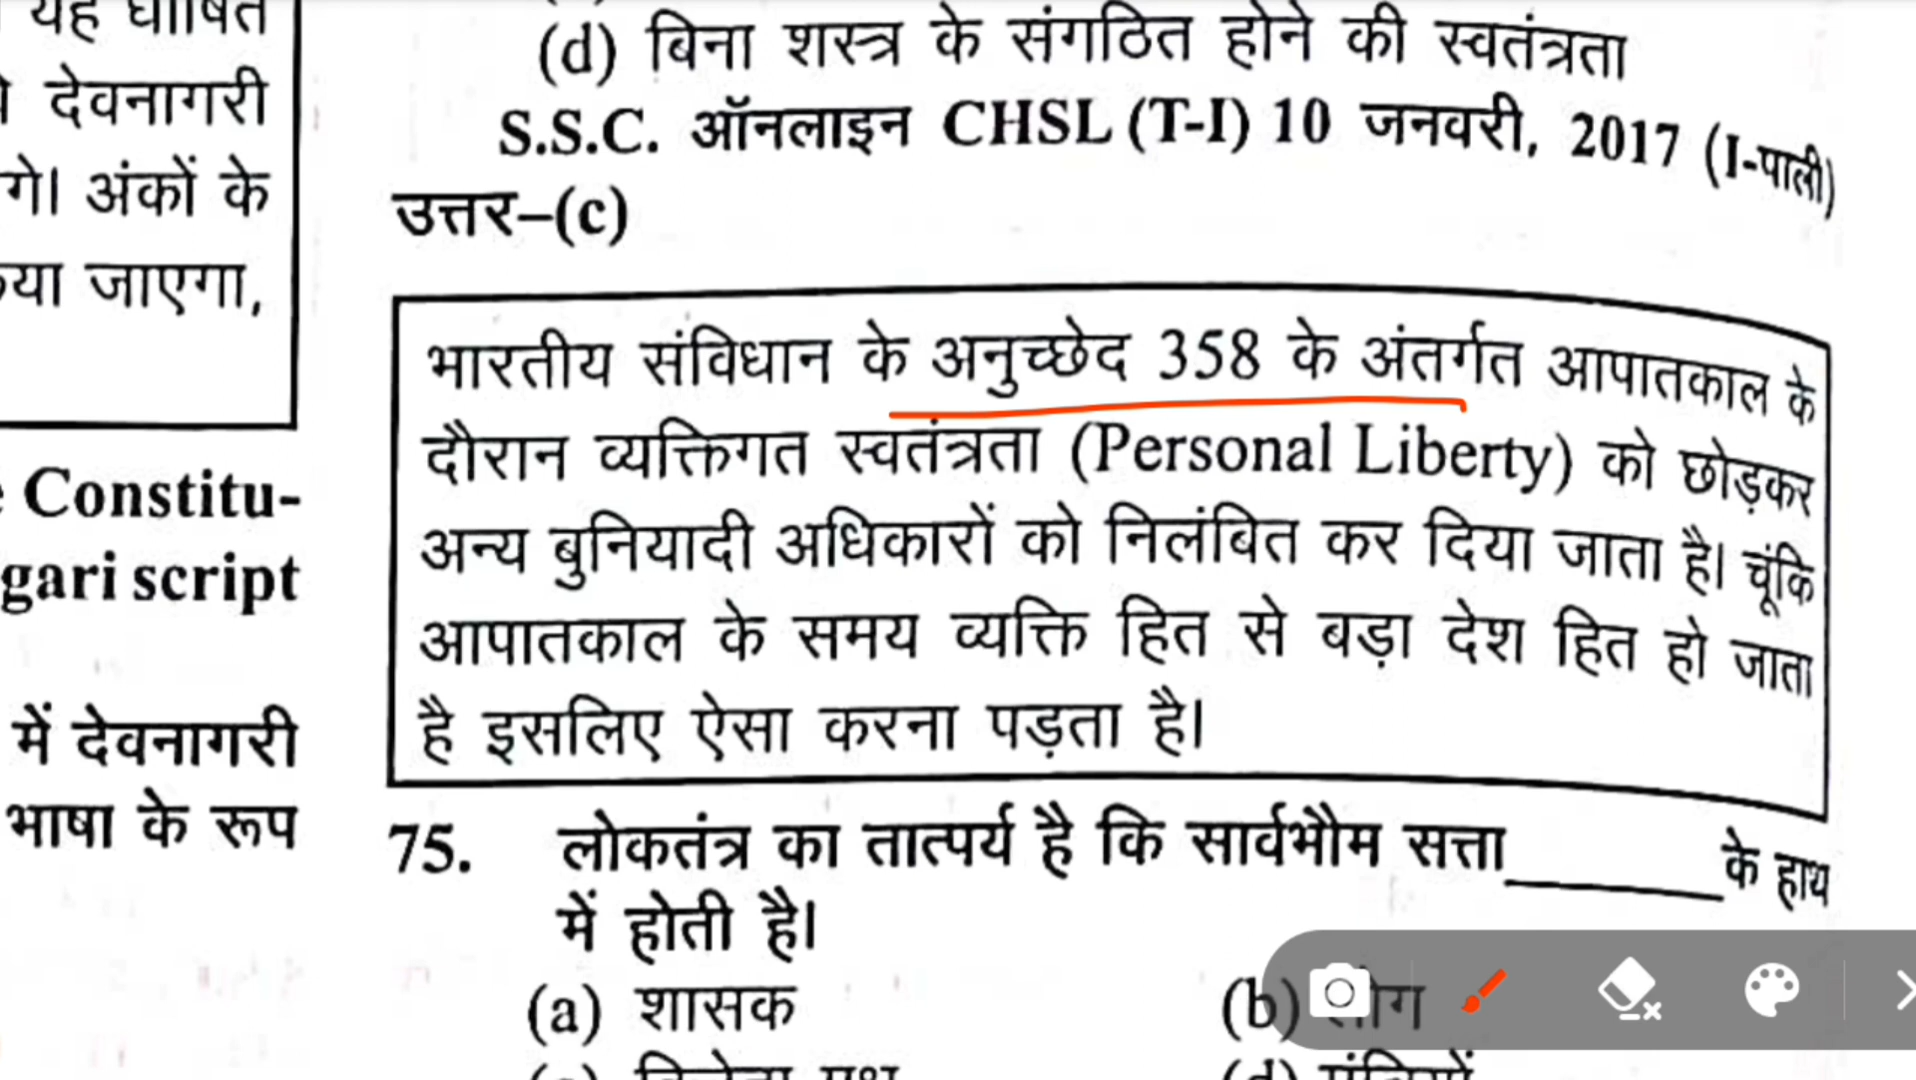 यह घोषित
देवनागरी
गे। अंकों के
या जाएगा,
Constitu-
gari script
में देवनागरी
भाषा के रूप
(d) बिना शस्त्र के संगठित होने की स्वतंत्रता
S.S.C. ऑनलाइन CHSL (T-I) 10 जनवरी, 2017 (I-पाली)
उत्तर–(c)
भारतीय संविधान के अनुच्छेद 358 के अंतर्गत आपातकाल के
दौरान व्यक्तिगत स्वतंत्रता (Personal Liberty) को छोड़कर
अन्य बुनियादी अधिकारों को निलंबित कर दिया जाता है। चूंकि
आपातकाल के समय व्यक्ति हित से बड़ा देश हित हो जाता
है इसलिए ऐसा करना पड़ता है।
75. लोकतंत्र का तात्पर्य है कि सार्वभौम सत्ता______के हाथ
में होती है।
(a) शासक (b) लोग